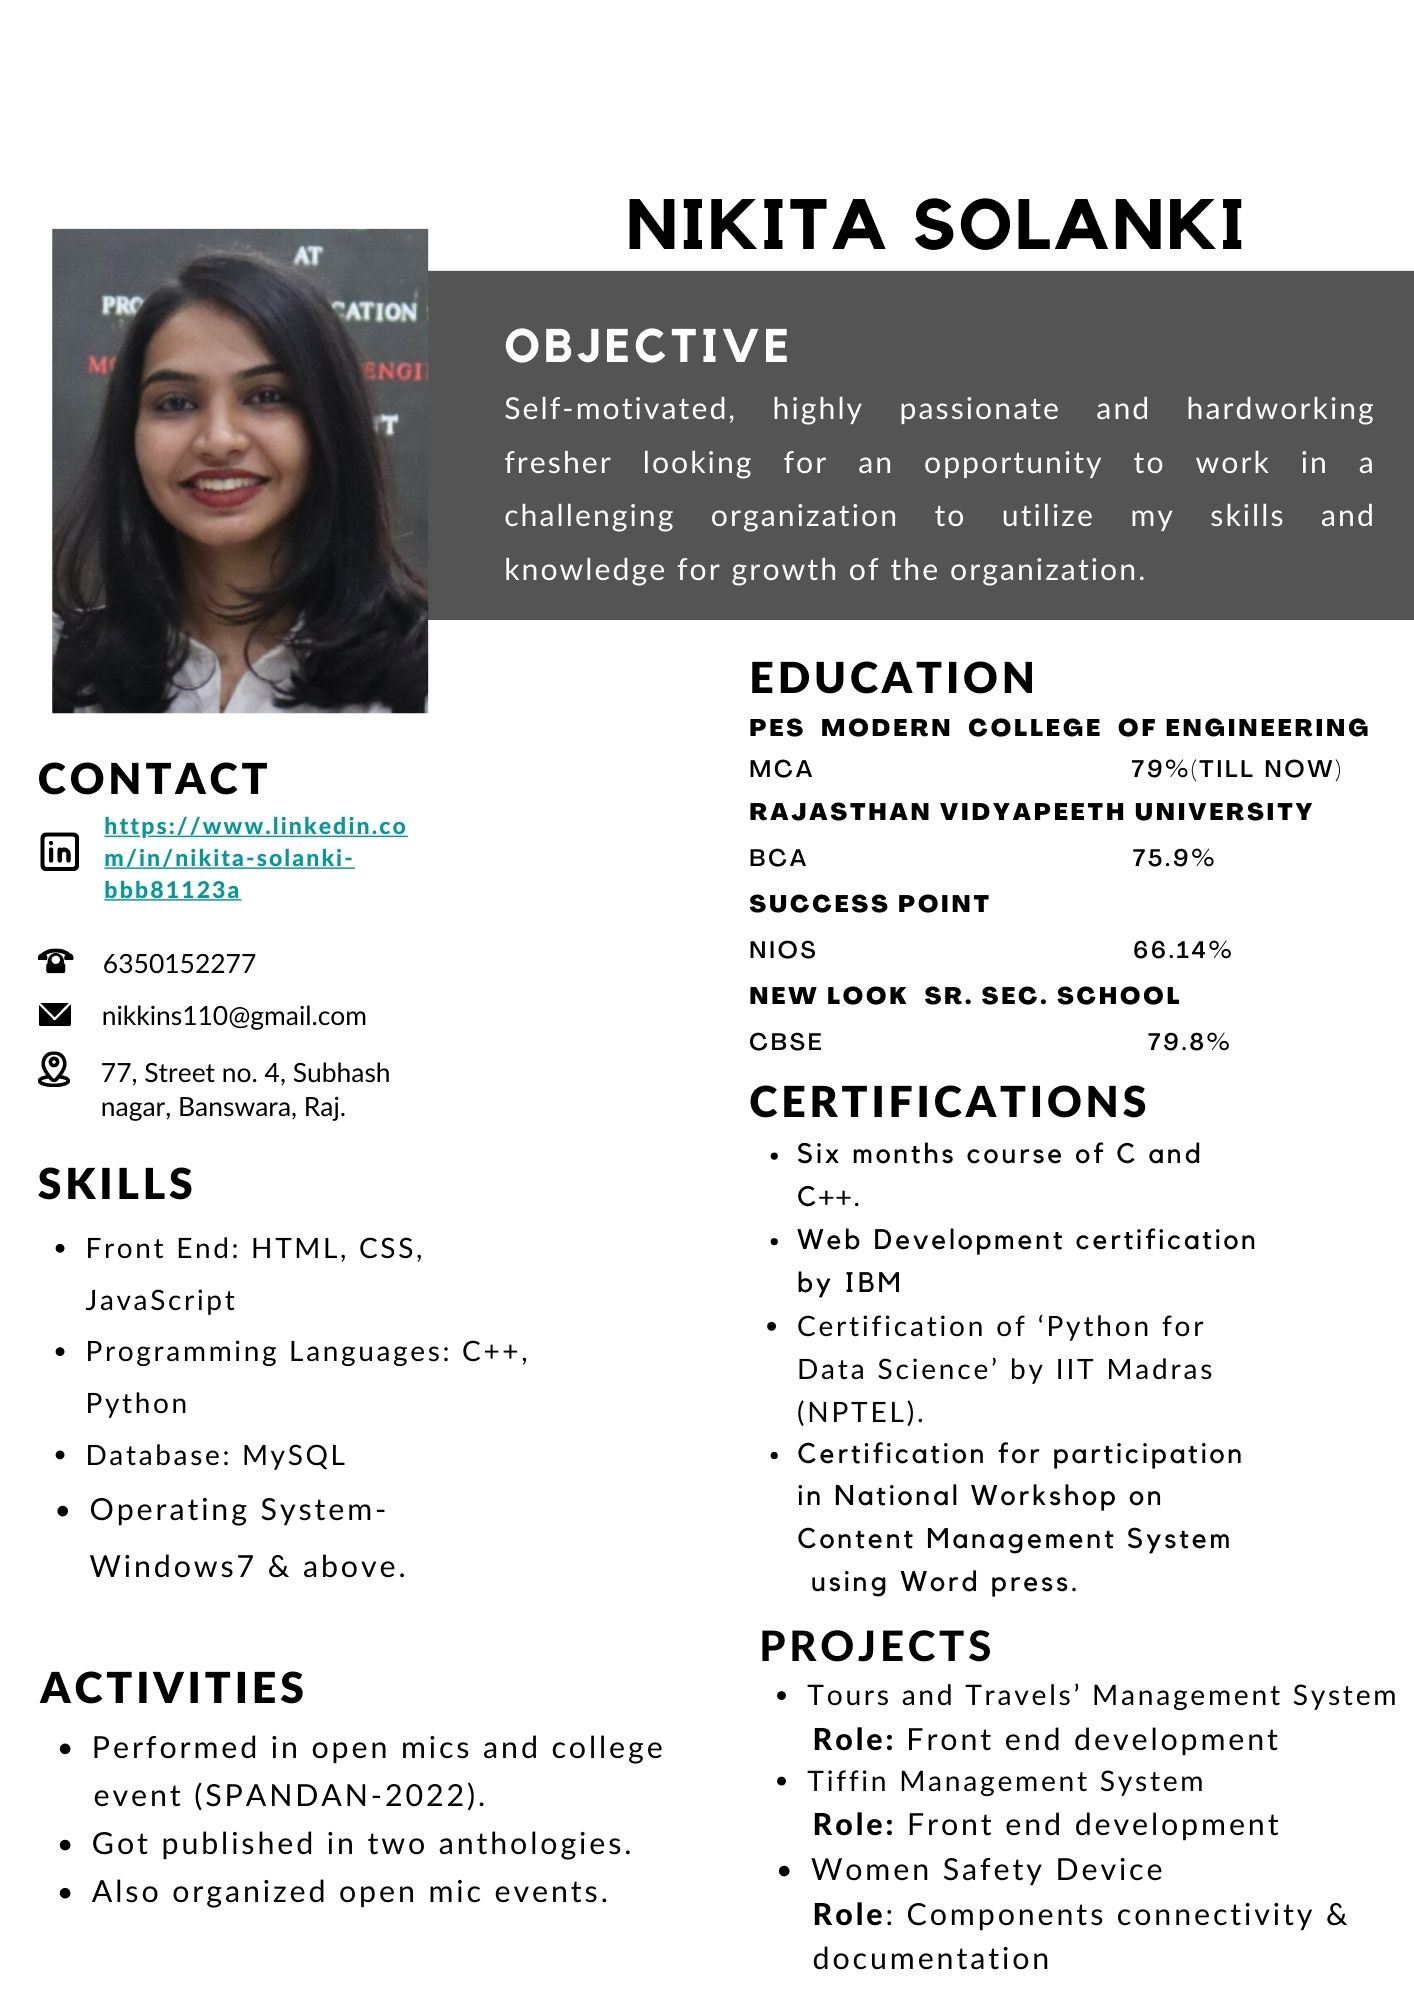 NIKITA SOLANKI
AT
PRO
CATION
MO
ENGI
T
OBJECTIVE
Self-motivated, highly passionate and hardworking
fresher looking for an opportunity to work in a
challenging organization to utilize my skills and
knowledge for growth of the organization.
CONTACT
https://www.linkedin.co
m/in/nikita-solanki-
bbb81123a
6350152277
nikkins110@gmail.com
77, Street no. 4, Subhash
nagar, Banswara, Raj.
SKILLS
• Front End: HTML, CSS,
JavaScript
• Programming Languages: C++,
Python
• Database: MySQL
• Operating System-
Windows7 & above.
ACTIVITIES
• Performed in open mics and college
event (SPANDAN-2022).
• Got published in two anthologies.
• Also organized open mic events.
EDUCATION
PES MODERN COLLEGE OF ENGINEERING
MCA 79%(TILL NOW)
RAJASTHAN VIDYAPEETH UNIVERSITY
BCA 75.9%
SUCCESS POINT
NIOS 66.14%
NEW LOOK SR. SEC. SCHOOL
CBSE 79.8%
CERTIFICATIONS
• Six months course of C and
C++.
• Web Development certification
by IBM
• Certification of ‘Python for
Data Science’ by IIT Madras
(NPTEL).
• Certification for participation
in National Workshop on
Content Management System
using Word press.
PROJECTS
• Tours and Travels’ Management System
Role: Front end development
• Tiffin Management System
Role: Front end development
• Women Safety Device
Role: Components connectivity &
documentation